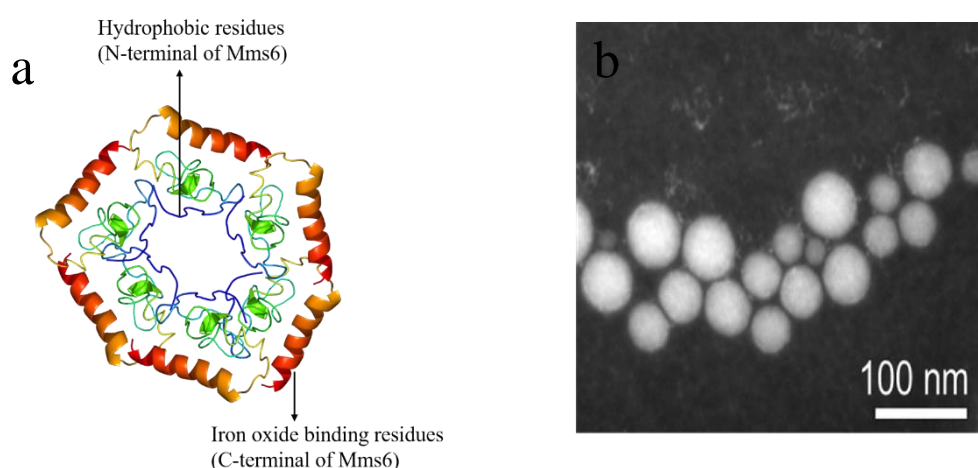 Hydrophobic residues
(N-terminal of Mms6)
a
b
100 nm
Iron oxide binding residues
(C-terminal of Mms6)